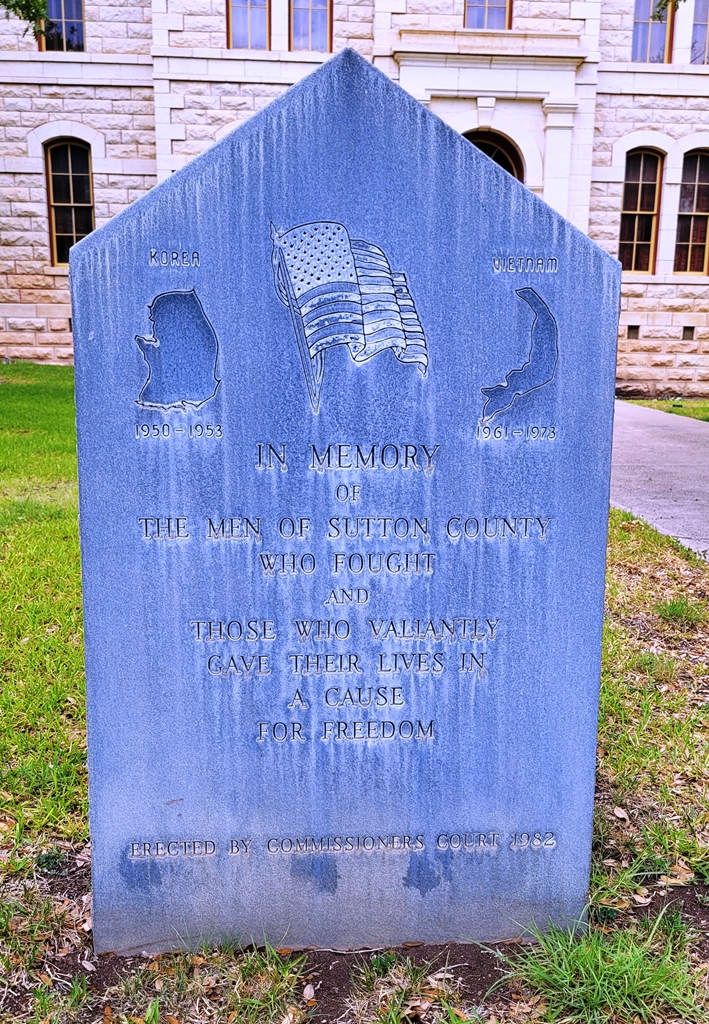 KOREA
VIETNAM
1950-1953
1961-1973
IN MEMORY
OF
THE MEN OF SUTTON COUNTY
WHO FOUGHT
AND
THOSE WHO VALIANTLY
GAVE THEIR LIVES IN
A CAUSE
FOR FREEDOM
ERECTED BY COMMISSIONERS COURT 1982